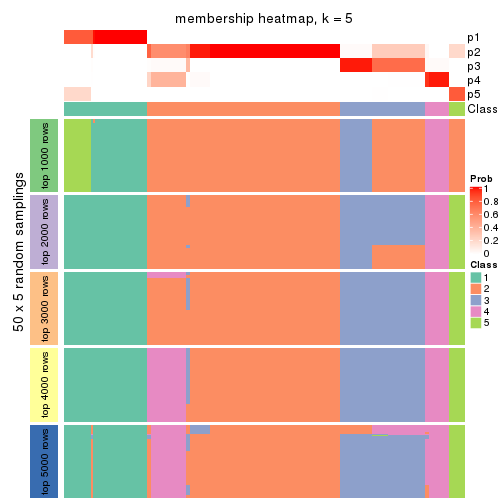 membership heatmap, k = 5
p1
p2
p3
p4
p5
Class
50 x 5 random samplings
top 1000 rows
top 2000 rows
top 3000 rows
top 4000 rows
top 5000 rows
Prob
1
0.8
0.6
0.4
0.2
0
Class
1
2
3
4
5